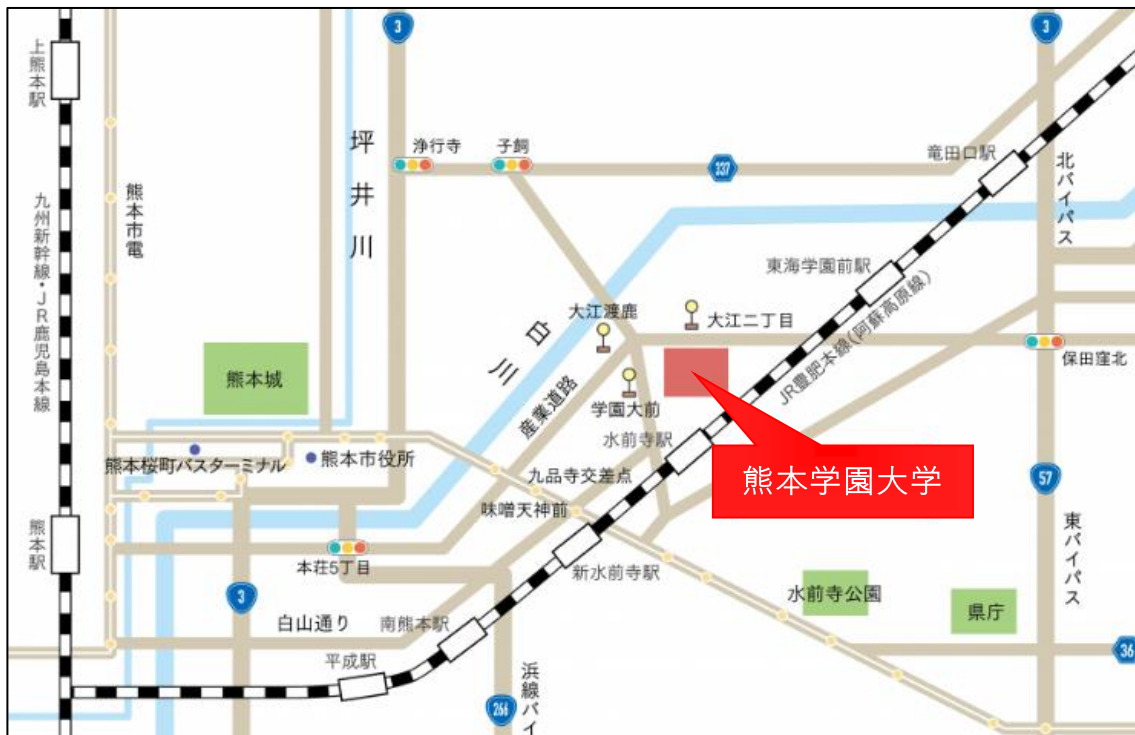 3
3
上熊本駅
坪井川
浄行寺
子飼
337
竜田口駅
北バイパス
熊本市電
九州新幹線・JR鹿児島本線
東海学園前駅
JR豊肥本線(阿蘇高原線)
大江渡鹿
大江二丁目
白川
保田窪北
熊本城
産業道路
学園大前
水前寺駅
熊本学園大学
熊本桜町バスターミナル
熊本市役所
九品寺交差点
57
味噌天神前
熊本駅
本荘5丁目
新水前寺駅
東バイパス
水前寺公園
県庁
3
白山通り
南熊本駅
36
平成駅
浜線バイ
266